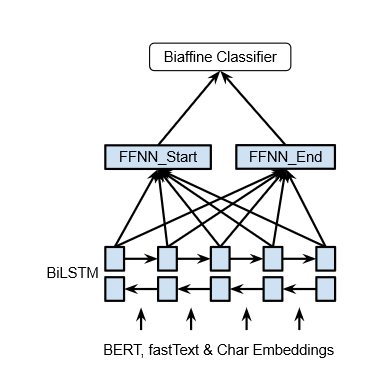 Biaffine Classifier
FFNN_Start
FFNN_End
BiLSTM
BERT, fastText & Char Embeddings